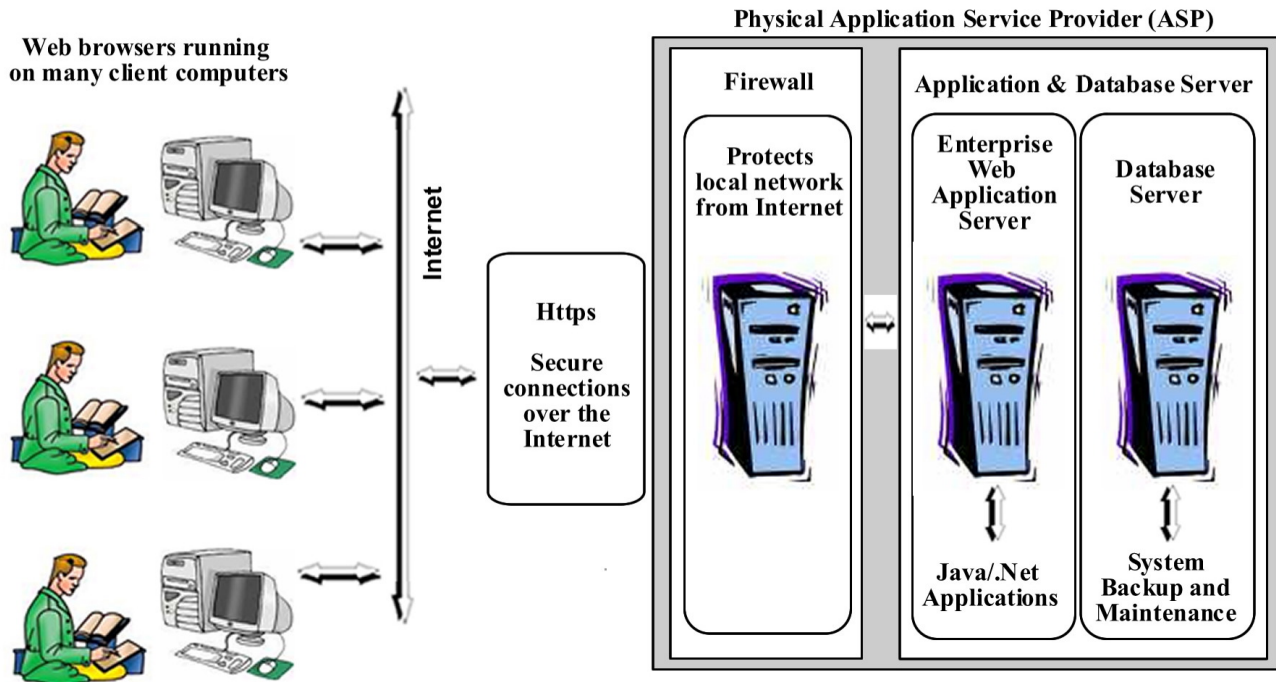 Physical Application Service Provider (ASP)
Web browsers running
on many client computers
Internet
Https
Secure
connections
over the
Internet
Firewall
Protects
local network
from Internet
Application & Database Server
Enterprise
Web
Application
Server
Java/.Net
Applications
Database
Server
System
Backup and
Maintenance